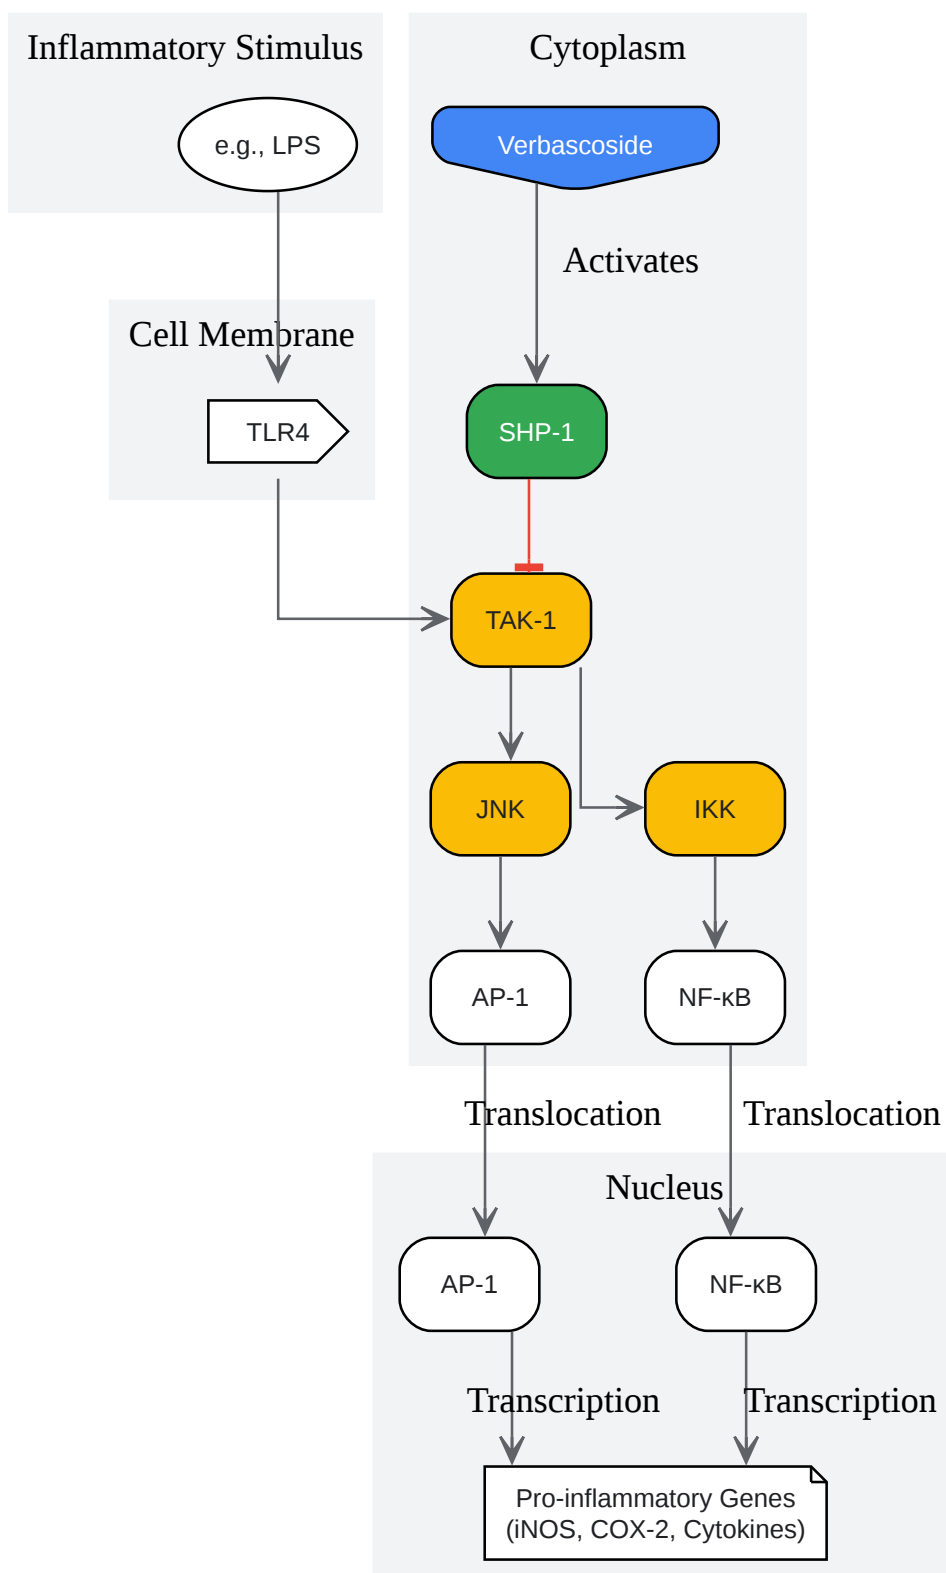 Inflammatory Stimulus
Cytoplasm
e.g., LPS
Verbascoside
Activates
Cell Membrane
TLR4
SHP-1
TAK-1
JNK
IKK
AP-1
NF-κB
Translocation
Translocation
Nucleus
AP-1
NF-κB
Transcription
Transcription
Pro-inflammatory Genes
(iNOS, COX-2, Cytokines)